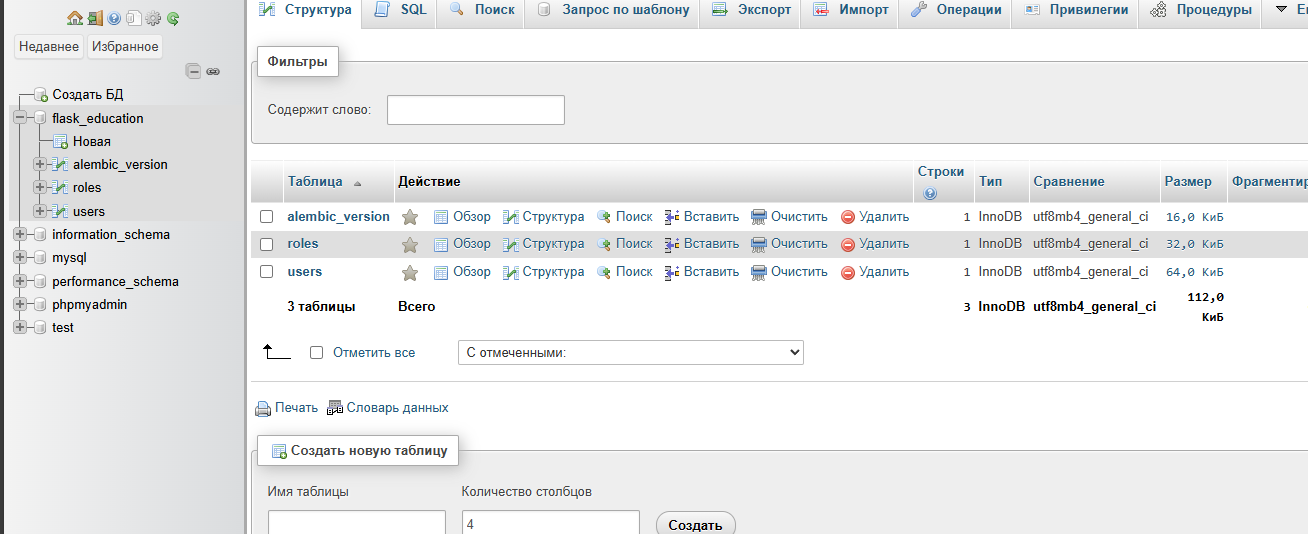 Структура SQL Поиск Запрос по шаблону Экспорт Импорт Операции Привилегии Процедуры
Недавнее Избранное
Создать БД
flask_education
Новая
alembic_version
roles
users
information_schema
mysql
performance_schema
phpmyadmin
test
Фильтры
Содержит слово:
Таблица Действие Строки Тип Сравнение Размер
alembic_version Обзор Структура Поиск Вставить Очистить Удалить 1 InnoDB utf8mb4_general_ci 16,0 КиБ
roles Обзор Структура Поиск Вставить Очистить Удалить 1 InnoDB utf8mb4_general_ci 32,0 КиБ
users Обзор Структура Поиск Вставить Очистить Удалить 1 InnoDB utf8mb4_general_ci 64,0 КиБ
3 таблицы Всего 3 InnoDB utf8mb4_general_ci 112,0
КиБ
Отметить все С отмеченными:
Печать Словарь данных
Создать новую таблицу
Имя таблицы Количество столбцов
4 Создать